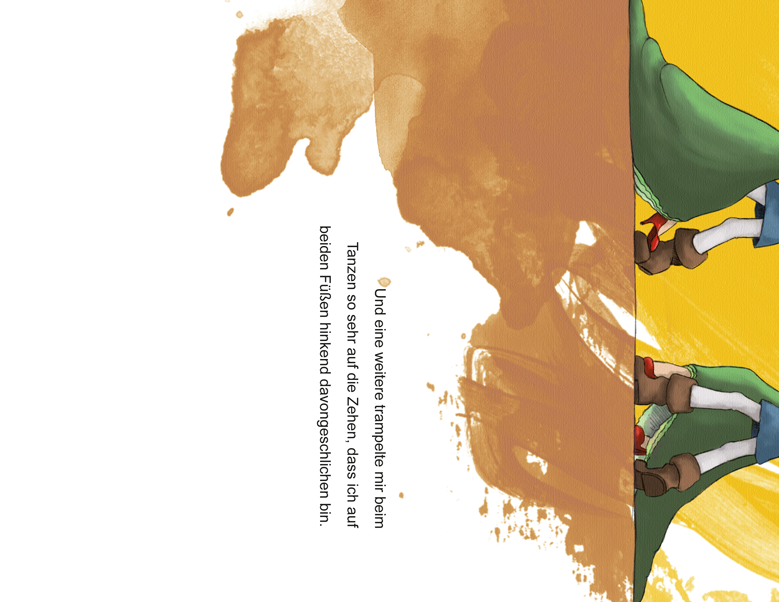 Und eine weitere trampelte mir beim
Tanzen so sehr auf die Zehen, dass ich auf
beiden Füßen hinkend davongeschlichen bin.